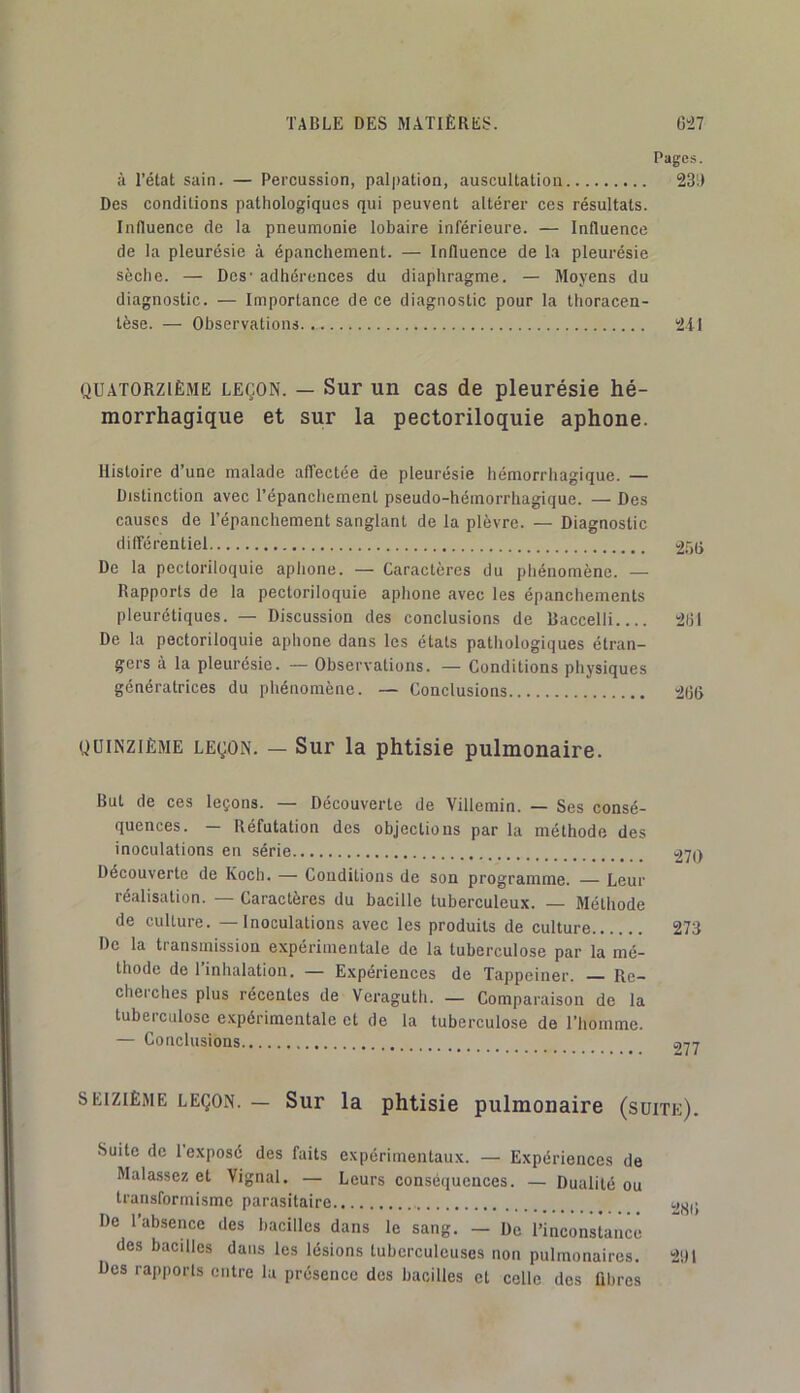 TABLE DES MATIÈRES. 627
Pages.
à l'état sain. — Percussion, palpation, auscultation.......... 239
Des conditions pathologiques qui peuvent altérer ces résultats.
Influence de la pneumonie lobaire inférieure. — Influence
de la pleurésie à épanchement. — Influence de la pleurésie
sèche. — Des adhérences du diaphragme. — Moyens du
diagnostic. — Importance de ce diagnostic pour la thoracen-
tèse. — Observations.................................... 241
QUATORZIÈME LEÇON. — Sur un cas de pleurésie hé-
morrhagique et sur la pectoriloquie aphone.
Histoire d'une malade affectée de pleurésie hémorrhagique. —
Distinction avec l'épanchement pseudo-hémorrhagique. — Des
causes de l'épanchement sanglant de la plèvre. — Diagnostic
différentiel............................................. 256
De la pectoriloquie aphone. — Caractères du phénomène. —
Rapports de la pectoriloquie aphone avec les épanchements
pleurétiques. — Discussion des conclusions de Baccelli.... 261
De la pectoriloquie aphone dans les états pathologiques étran-
gers à la pleurésie. — Observations. — Conditions physiques
génératrices du phénomène. — Conclusions................ 266
QUINZIÈME LEÇON. — Sur la phtisie pulmonaire.
But de ces leçons. — Découverte de Villemin. — Ses consé-
quences. — Réfutation des objections par la méthode des
inoculations en série.................................... 270
Découverte de Koch. — Conditions de son programme. — Leur
réalisation. — Caractères du bacille tuberculeux. — Méthode
de culture. — Inoculations avec les produits de culture...... 273
De la transmission expérimentale de la tuberculose par la mé-
thode de l'inhalation. — Expériences de Tappeiner. — Re-
cherches plus récentes de Veraguth. — Comparaison de la
tuberculose expérimentale et de la tuberculose de l'homme.
— Conclusions............................................ 277
SEIZIÈME LEÇON. — Sur la phtisie pulmonaire (SUITE).
Suite de l'exposé des faits expérimentaux. — Expériences de
Malassez et Vignal. — Leurs conséquences. — Dualité ou
transformisme parasitaire................................ 286
De l'absence des bacilles dans le sang. — De l'inconstance
des bacilles dans les lésions tuberculeuses non pulmonaires. 291
Des rapports entre la présence des bacilles et celle des fibres